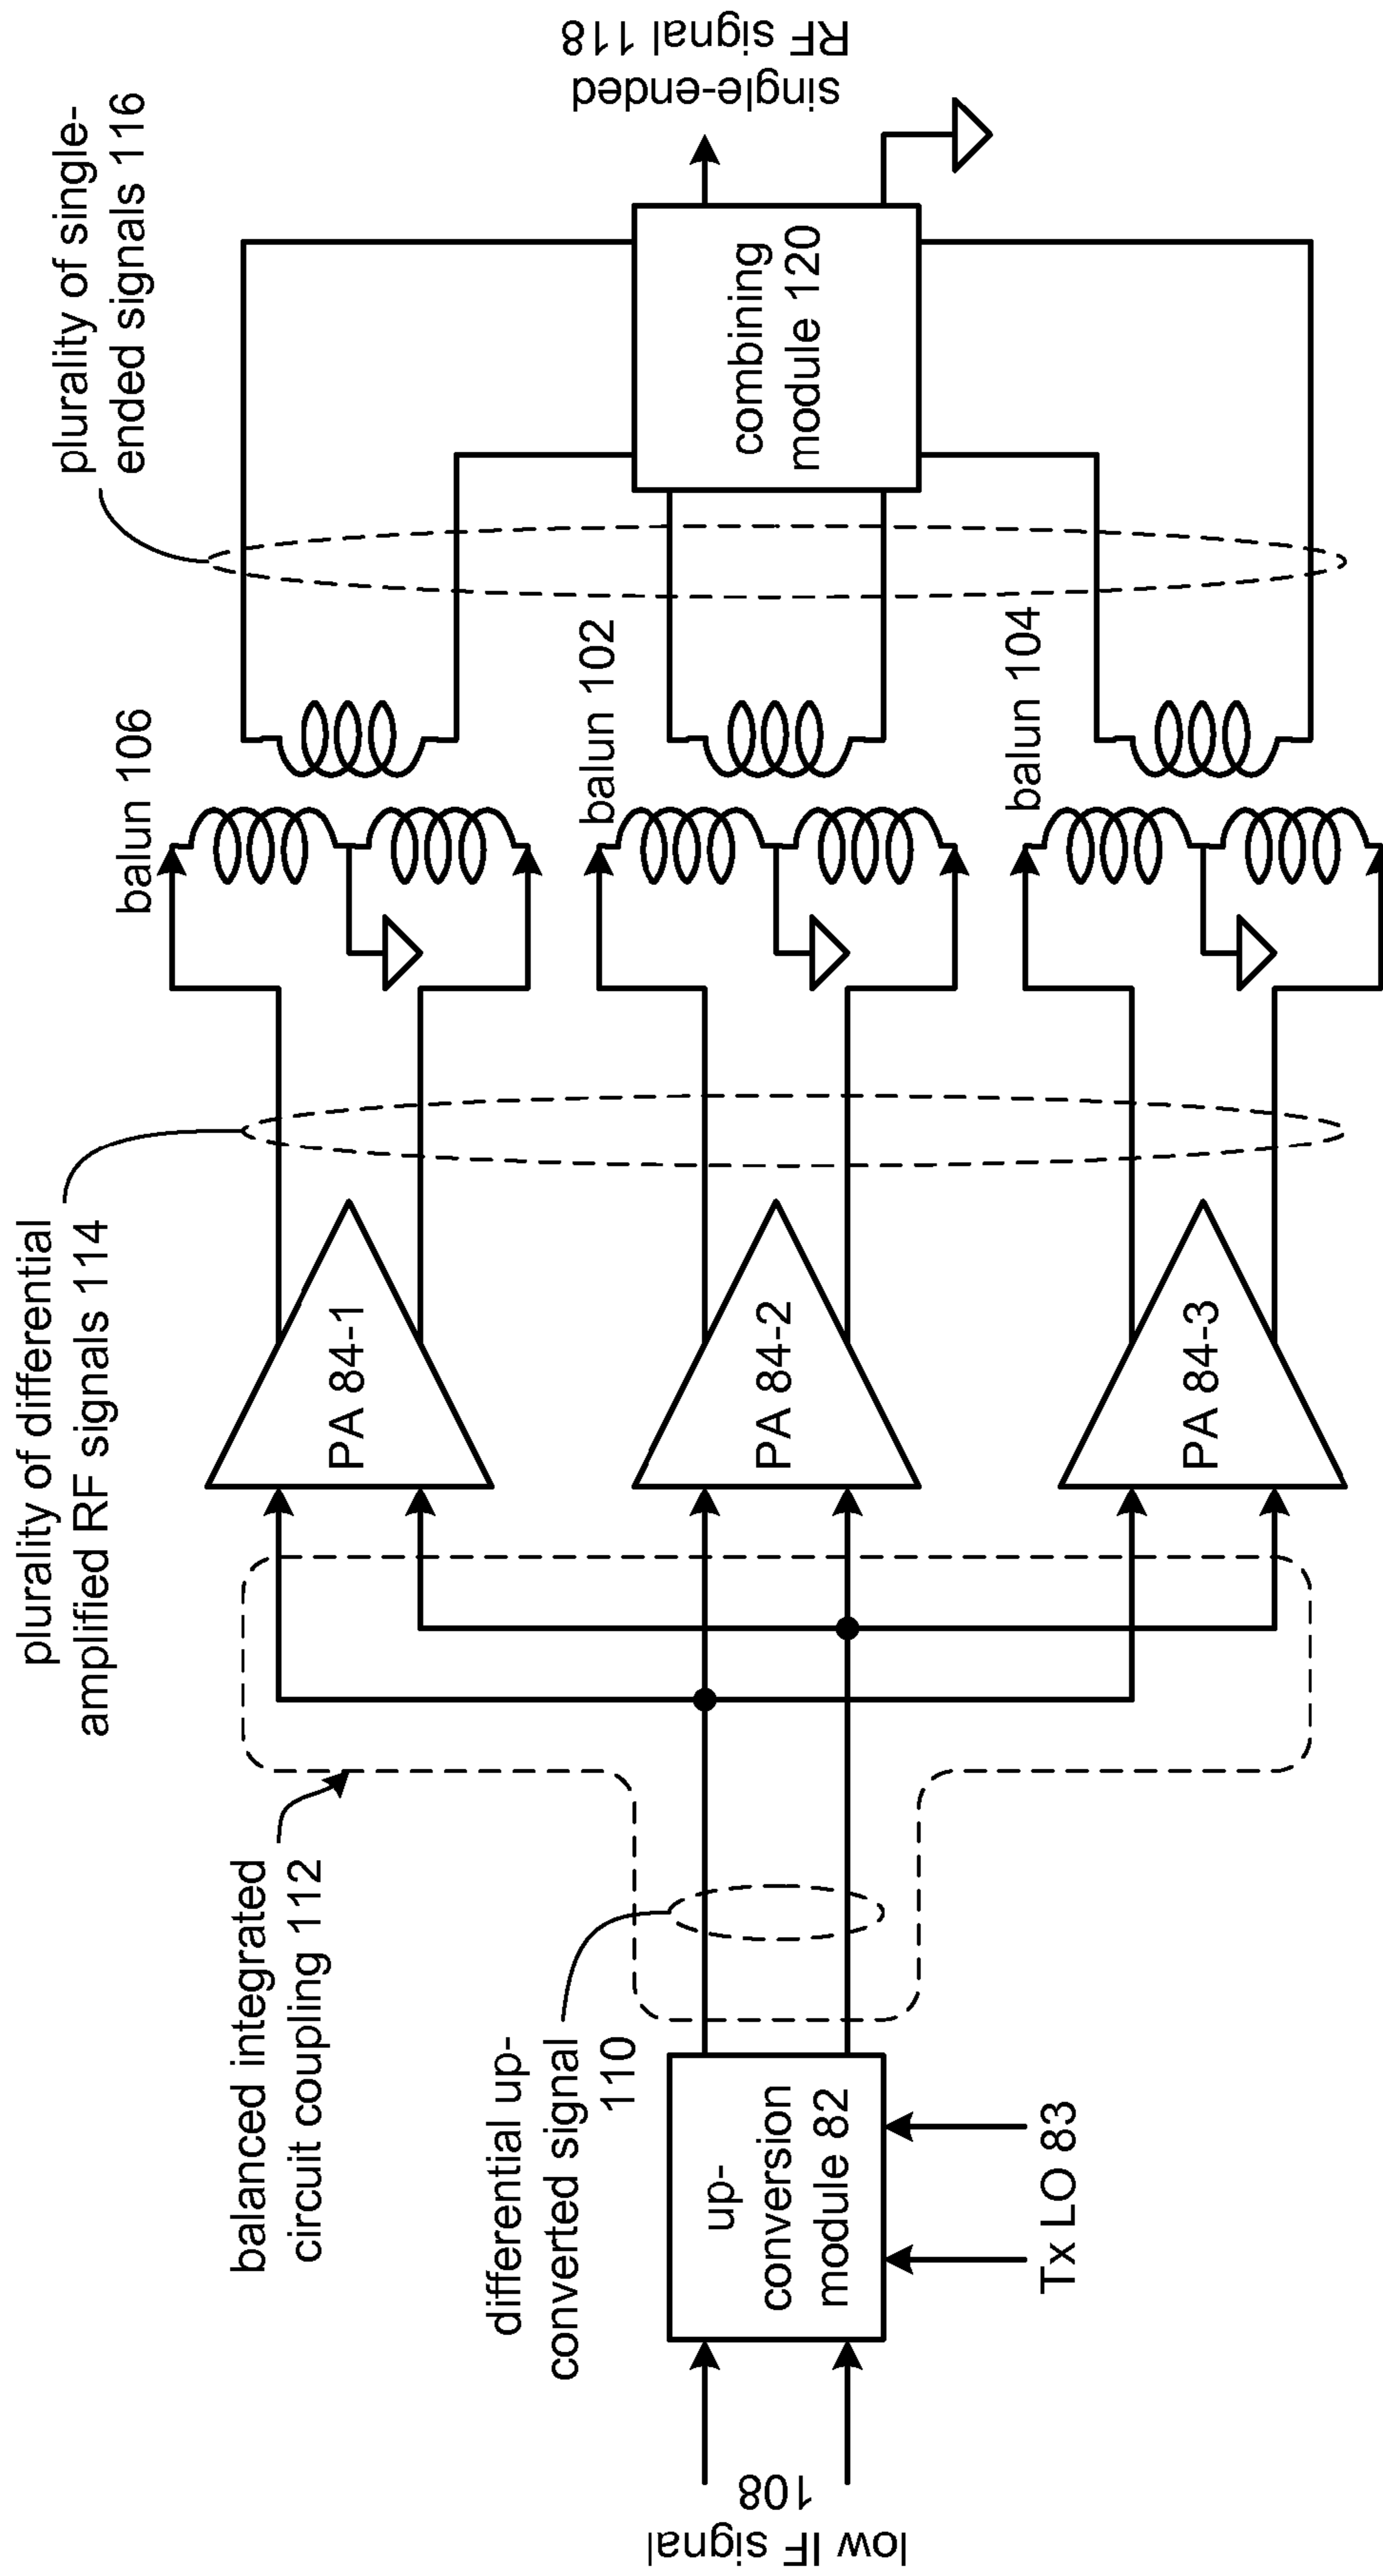 plurality of differential
amplified RF signals 114
plurality of single-
ended signals 116
balanced integrated
circuit coupling 112
balun 106
differential up-
converted signal
110
PA 84-1
balun 102
single-ended
RF signal 118
low IF signal
108
up-
conversion
module 82
PA 84-2
combining
module 120
Tx LO 83
PA 84-3
balun 104